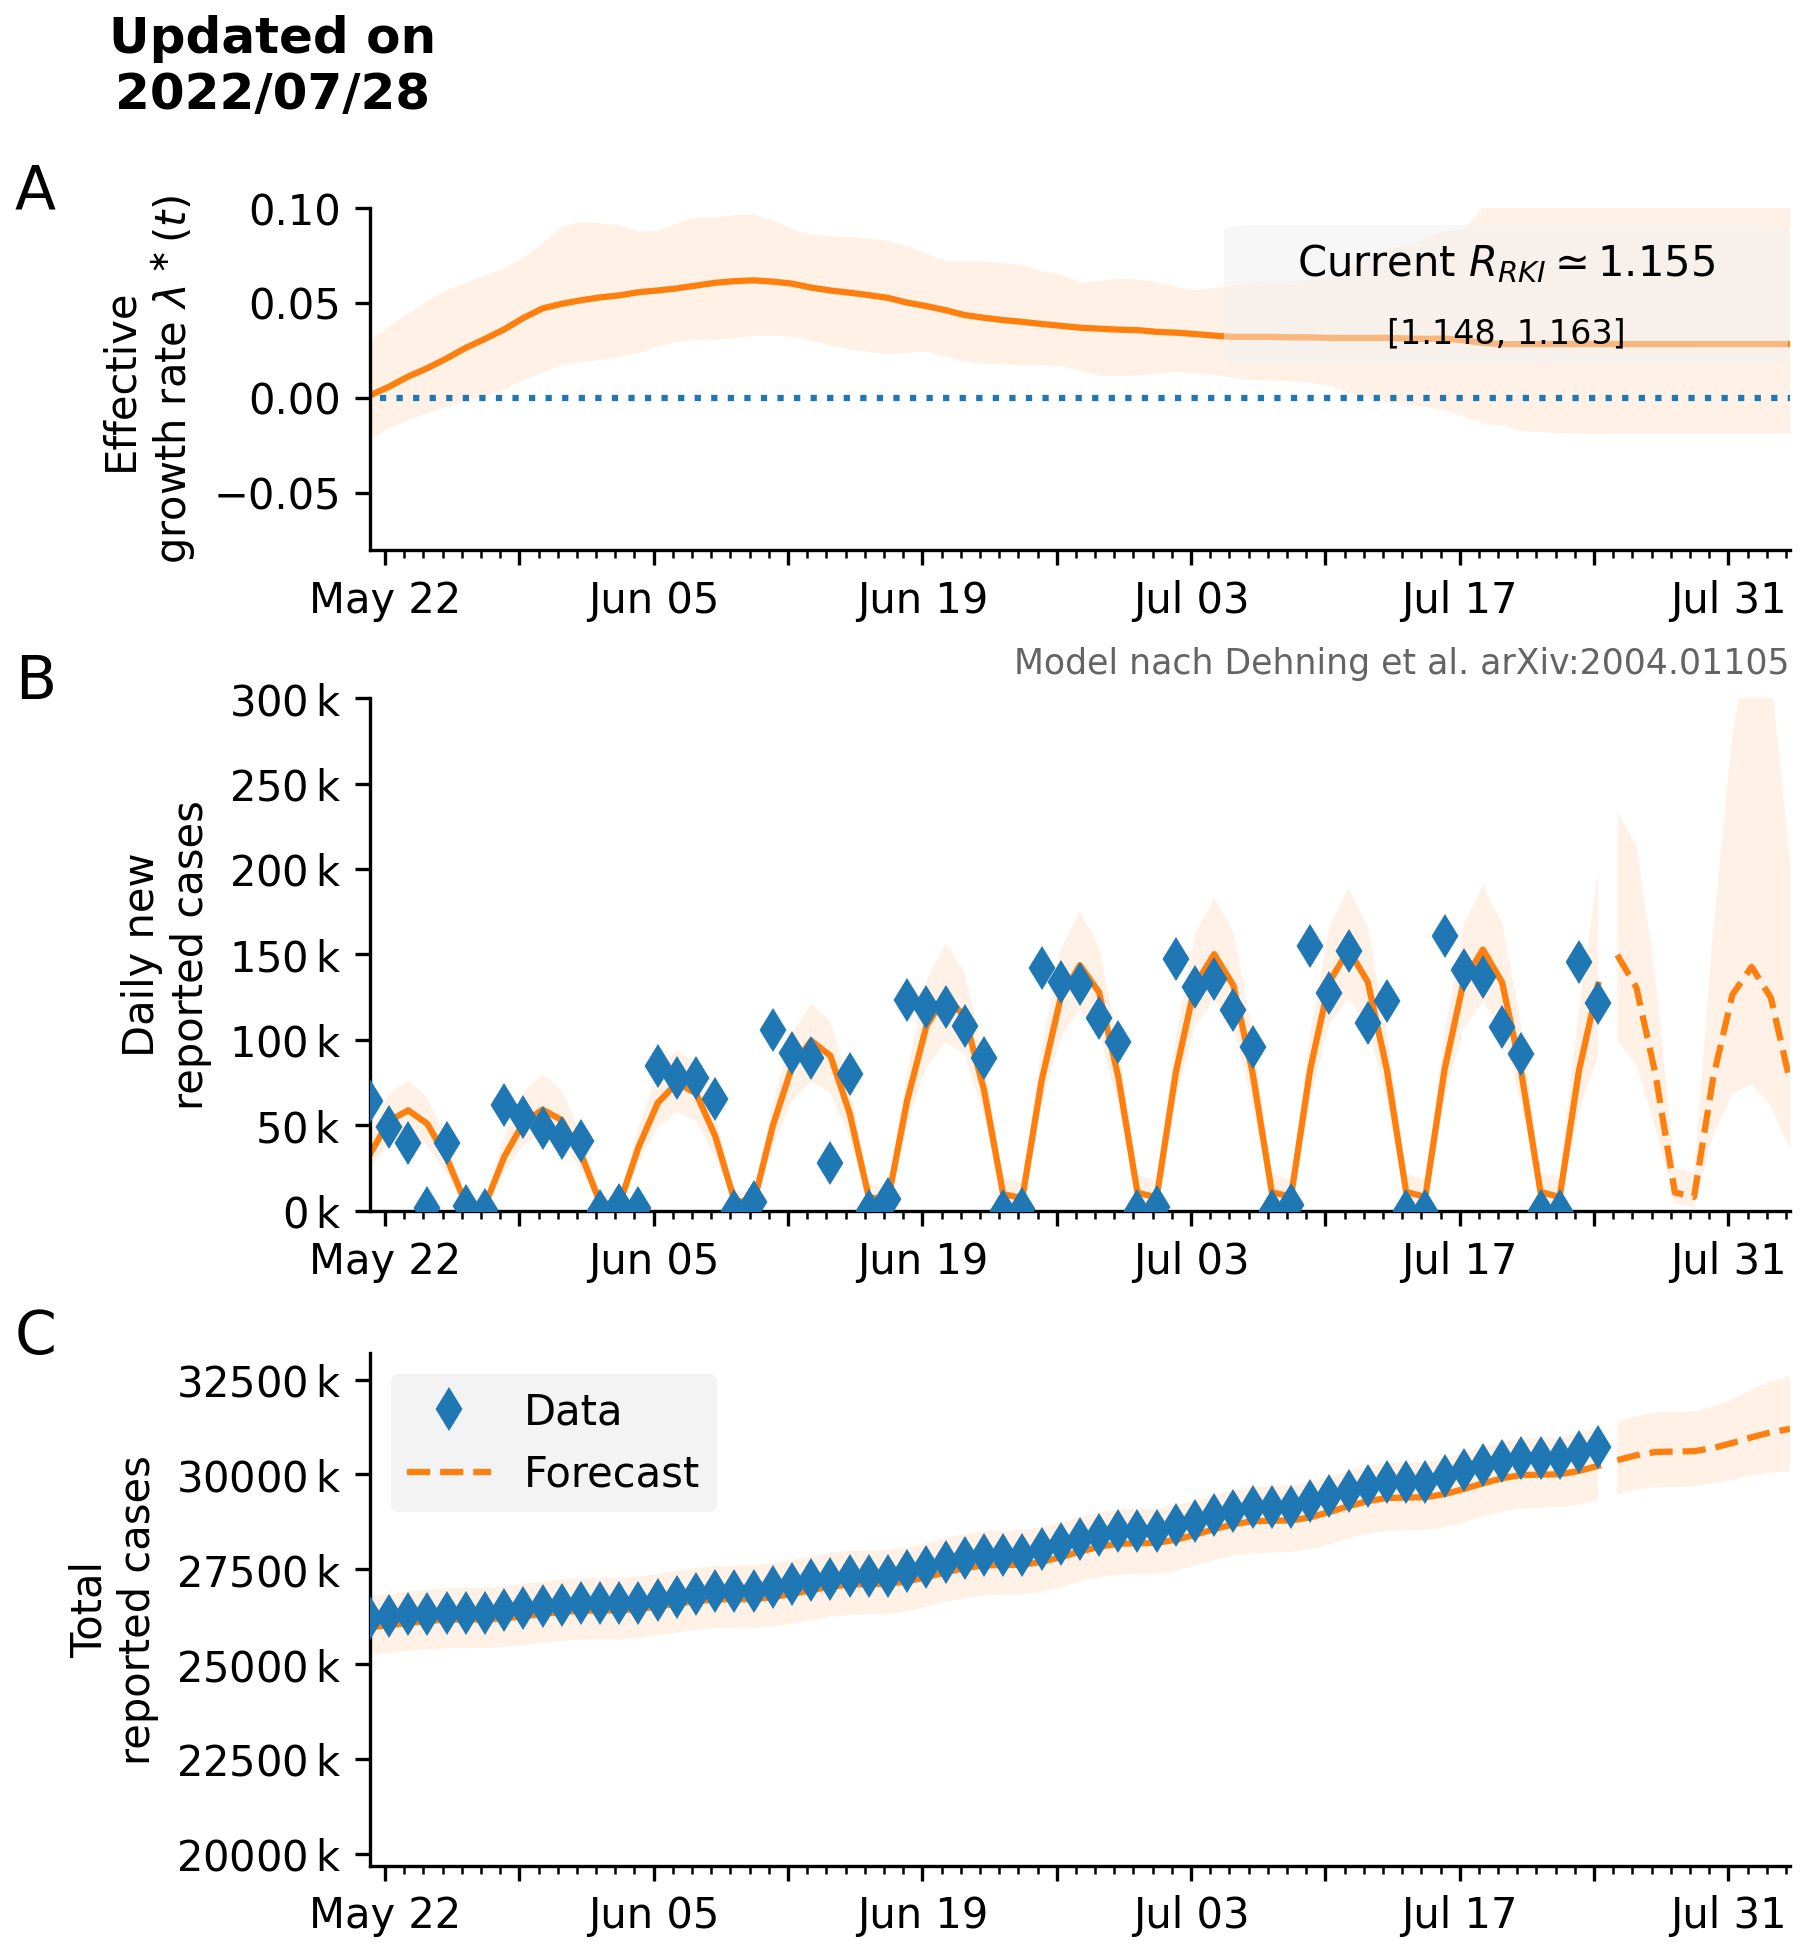 Updated on
2022/07/28
A
Effective
growth rate λ * (t)
0.10
0.05
0.00
−0.05
Current R_RKI ≃ 1.155
[1.148, 1.163]
May 22 Jun 05 Jun 19 Jul 03 Jul 17 Jul 31
Model nach Dehning et al. arXiv:2004.01105
B
Daily new
reported cases
300 k
250 k
200 k
150 k
100 k
50 k
0 k
May 22 Jun 05 Jun 19 Jul 03 Jul 17 Jul 31
C
Total
reported cases
32500 k
30000 k
27500 k
25000 k
22500 k
20000 k
Data
Forecast
May 22 Jun 05 Jun 19 Jul 03 Jul 17 Jul 31